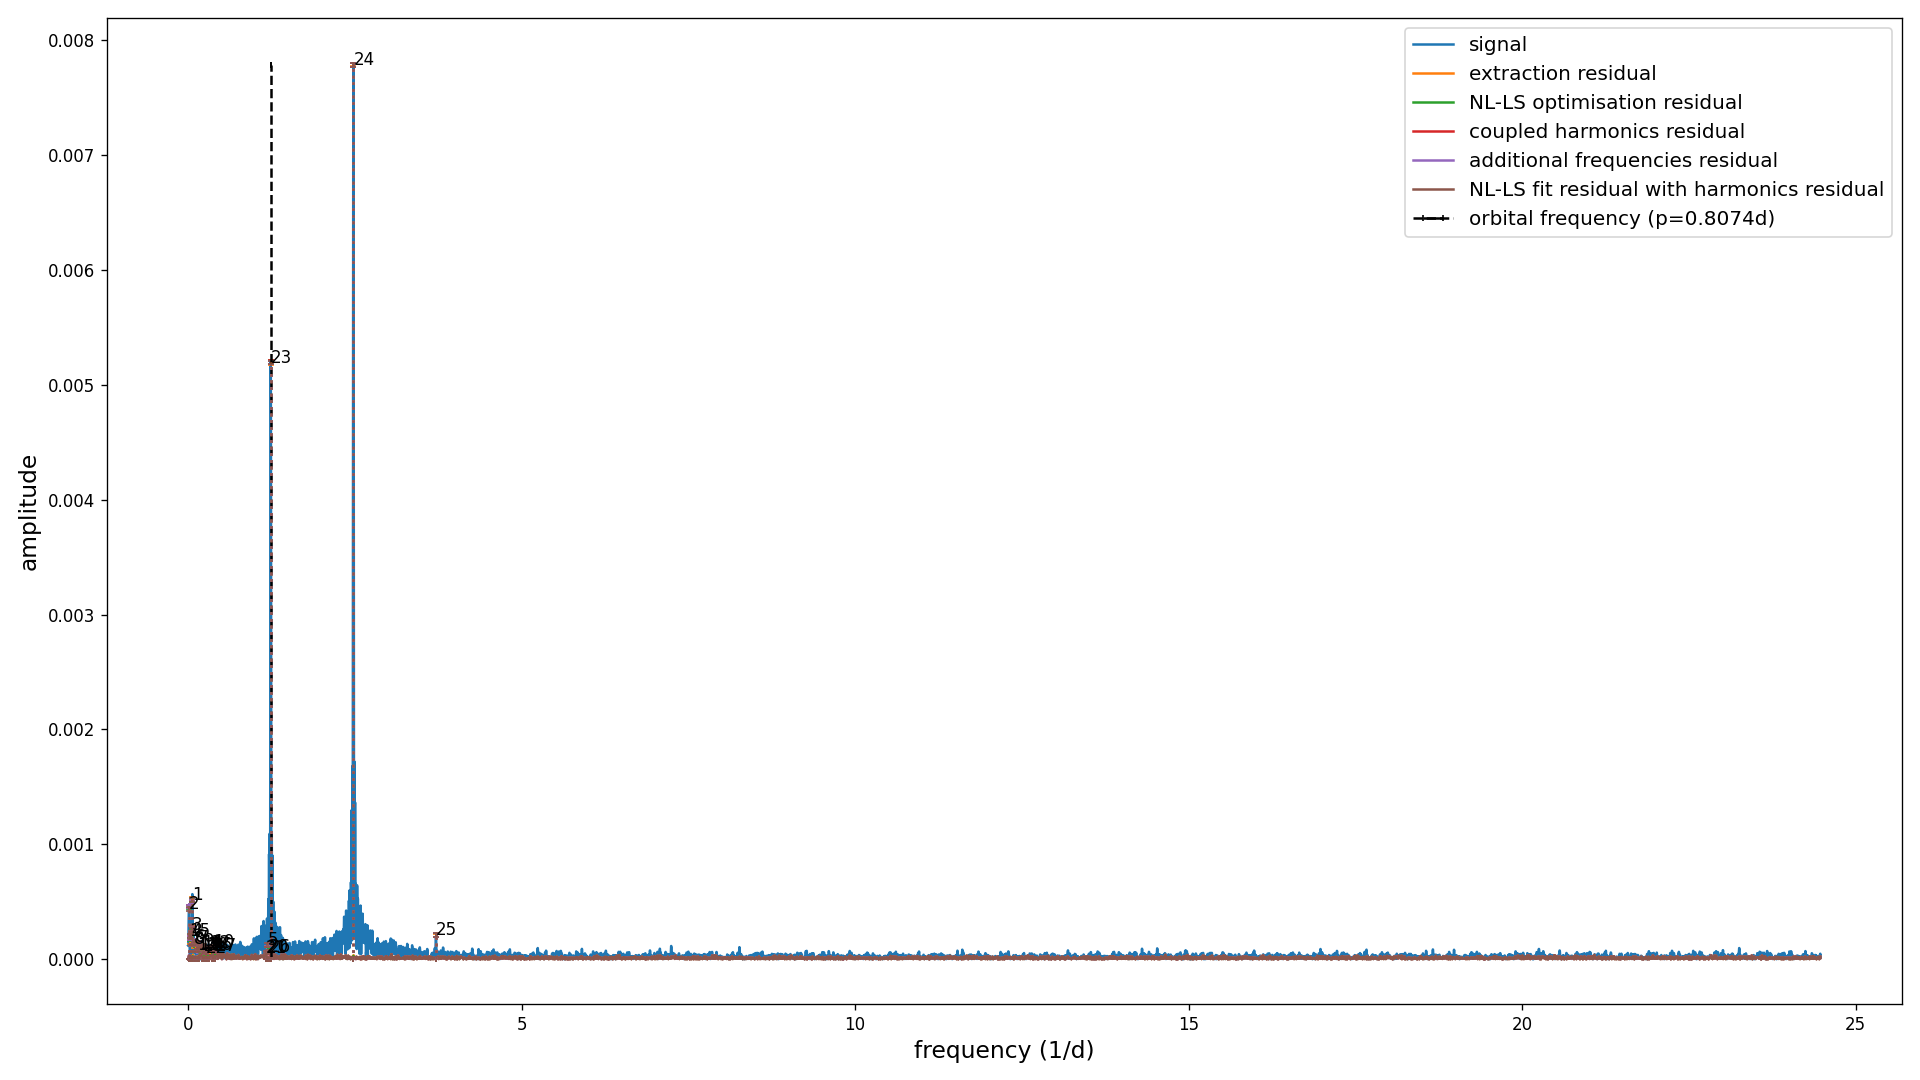 0.008
0.007
0.006
0.005
0.004
0.003
0.002
0.001
0.000
amplitude
24
23
1
2
3
5
25
signal
extraction residual
NL-LS optimisation residual
coupled harmonics residual
additional frequencies residual
NL-LS fit residual with harmonics residual
orbital frequency (p=0.8074d)
0 5 10 15 20 25
frequency (1/d)